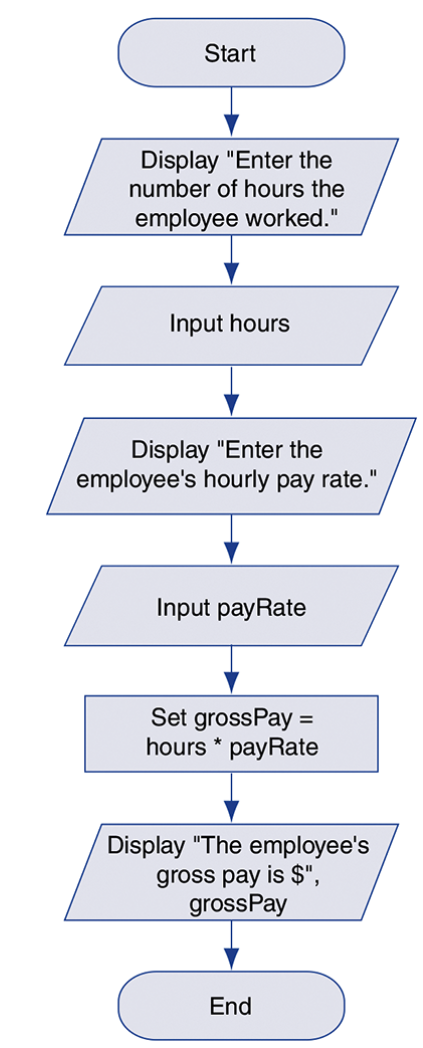 Start
Display "Enter the
number of hours the
employee worked."
Input hours
Display "Enter the
employee's hourly pay rate."
Input payRate
Set grossPay =
hours * payRate
Display "The employee's
gross pay is $",
grossPay
End